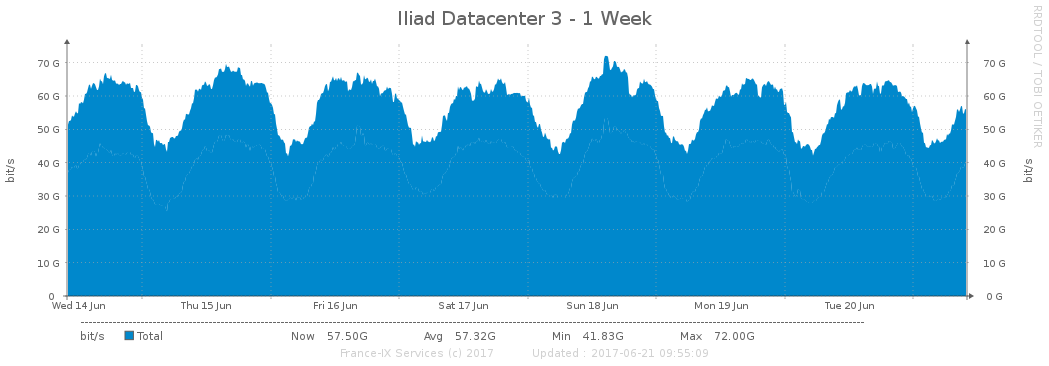 Iliad Datacenter 3 - 1 Week
RRDTOOL / TOBI OETIKER
70 G 70 G
60 G 60 G
50 G 50 G
40 G 40 G
30 G 30 G
20 G 20 G
10 G 10 G
0 0 G
bit/s bit/s
Wed 14 Jun Thu 15 Jun Fri 16 Jun Sat 17 Jun Sun 18 Jun Mon 19 Jun Tue 20 Jun
bit/s Total Now 57.50G Avg 57.32G Min 41.83G Max 72.00G
France-IX Services (c) 2017 Updated : 2017-06-21 09:55:09